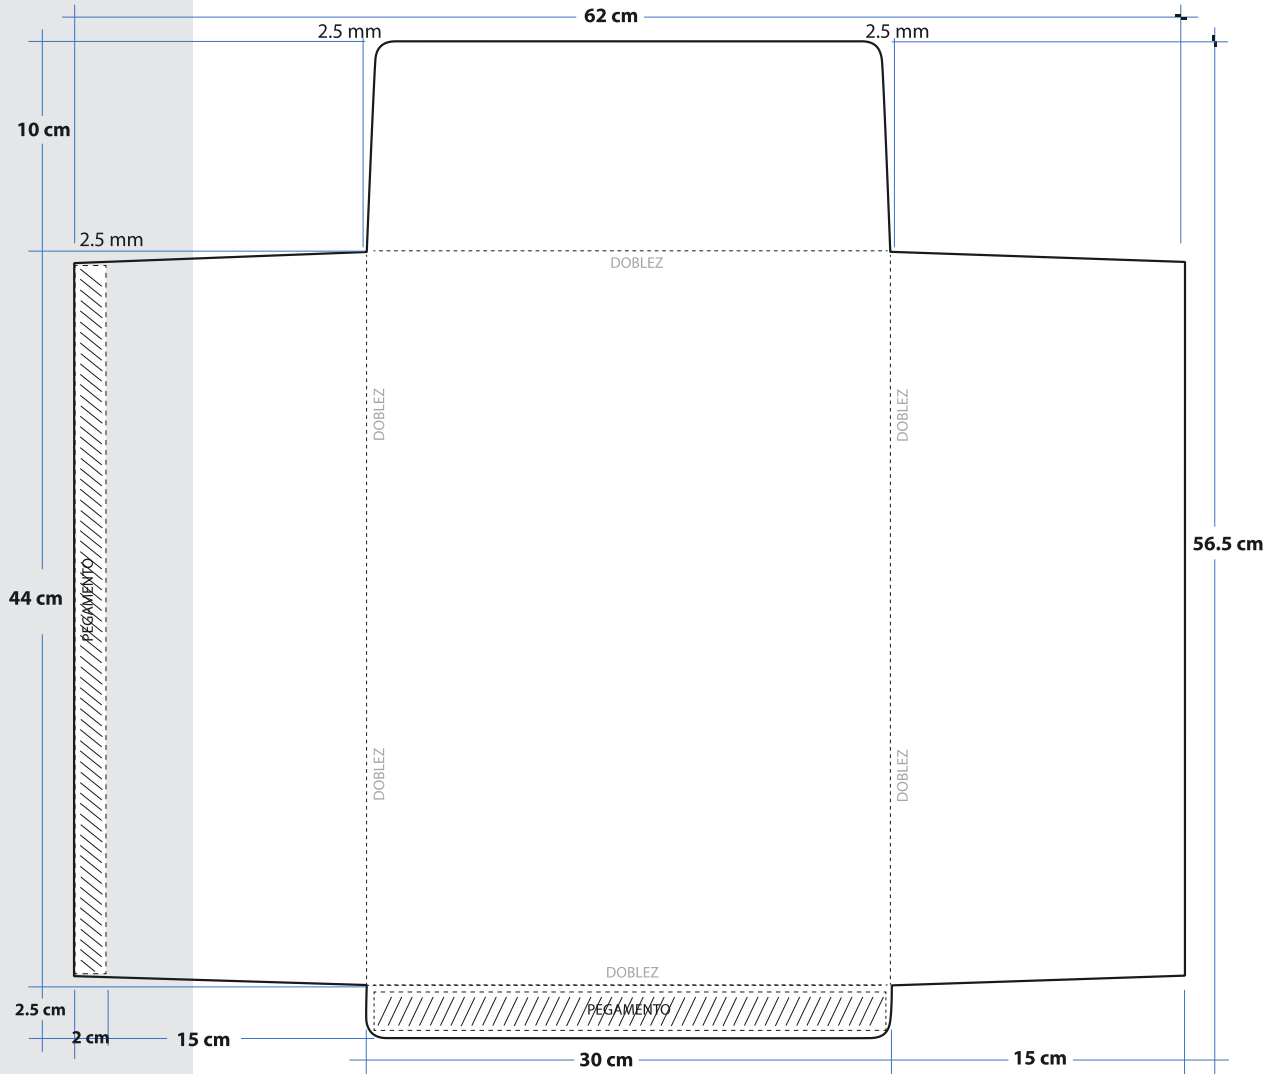 62 cm
2.5 mm
2.5 mm
10 cm
2.5 mm
DOBLEZ
DOBLEZ
DOBLEZ
56.5 cm
PEGAMENTO
44 cm
DOBLEZ
DOBLEZ
DOBLEZ
2.5 cm
PEGAMENTO
2 cm
15 cm
30 cm
15 cm